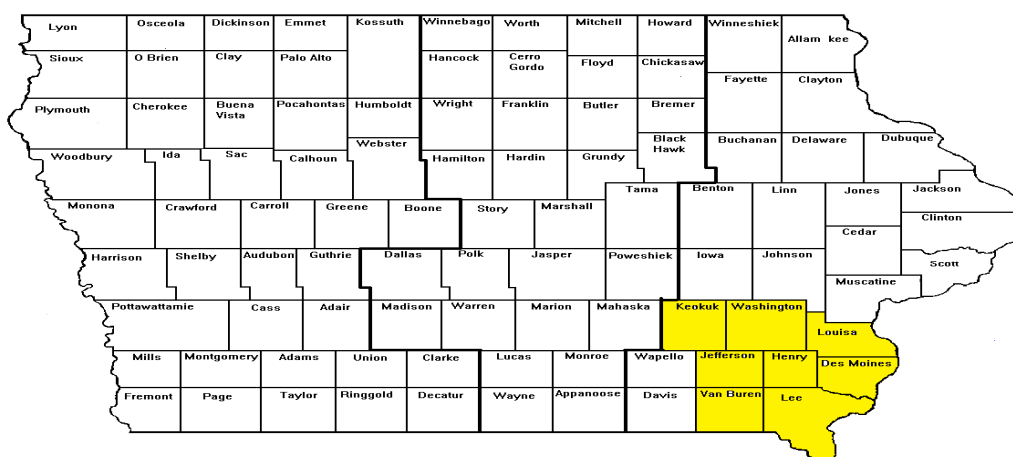 Lyon
Osceola
Dickinson
Emmet
Kossuth
Winnebago
Worth
Mitchell
Howard
Winneshiek
Allam kee
Sioux
O Brien
Clay
Palo Alto
Hancock
Cerro
Gordo
Floyd
Chickasaw
Fayette
Clayton
Plymouth
Cherokee
Buena
Vista
Pocahontas
Humboldt
Wright
Franklin
Butler
Bremer
Webster
Black
Hawk
Buchanan
Delaware
Dubuque
Woodbury
Ida
Sac
Calhoun
Hamilton
Hardin
Grundy
Tama
Benton
Linn
Jones
Jackson
Monona
Crawford
Carroll
Greene
Boone
Story
Marshall
Clinton
Cedar
Harrison
Shelby
Audubon
Guthrie
Dallas
Polk
Jasper
Poweshiek
Iowa
Johnson
Scott
Muscatine
Pottawattamie
Cass
Adair
Madison
Warren
Marion
Mahaska
Keokuk
Washington
Louisa
Mills
Montgomery
Adams
Union
Clarke
Lucas
Monroe
Wapello
Jefferson
Henry
Des Moines
Fremont
Page
Taylor
Ringgold
Decatur
Wayne
Appanoose
Davis
Van Buren
Lee